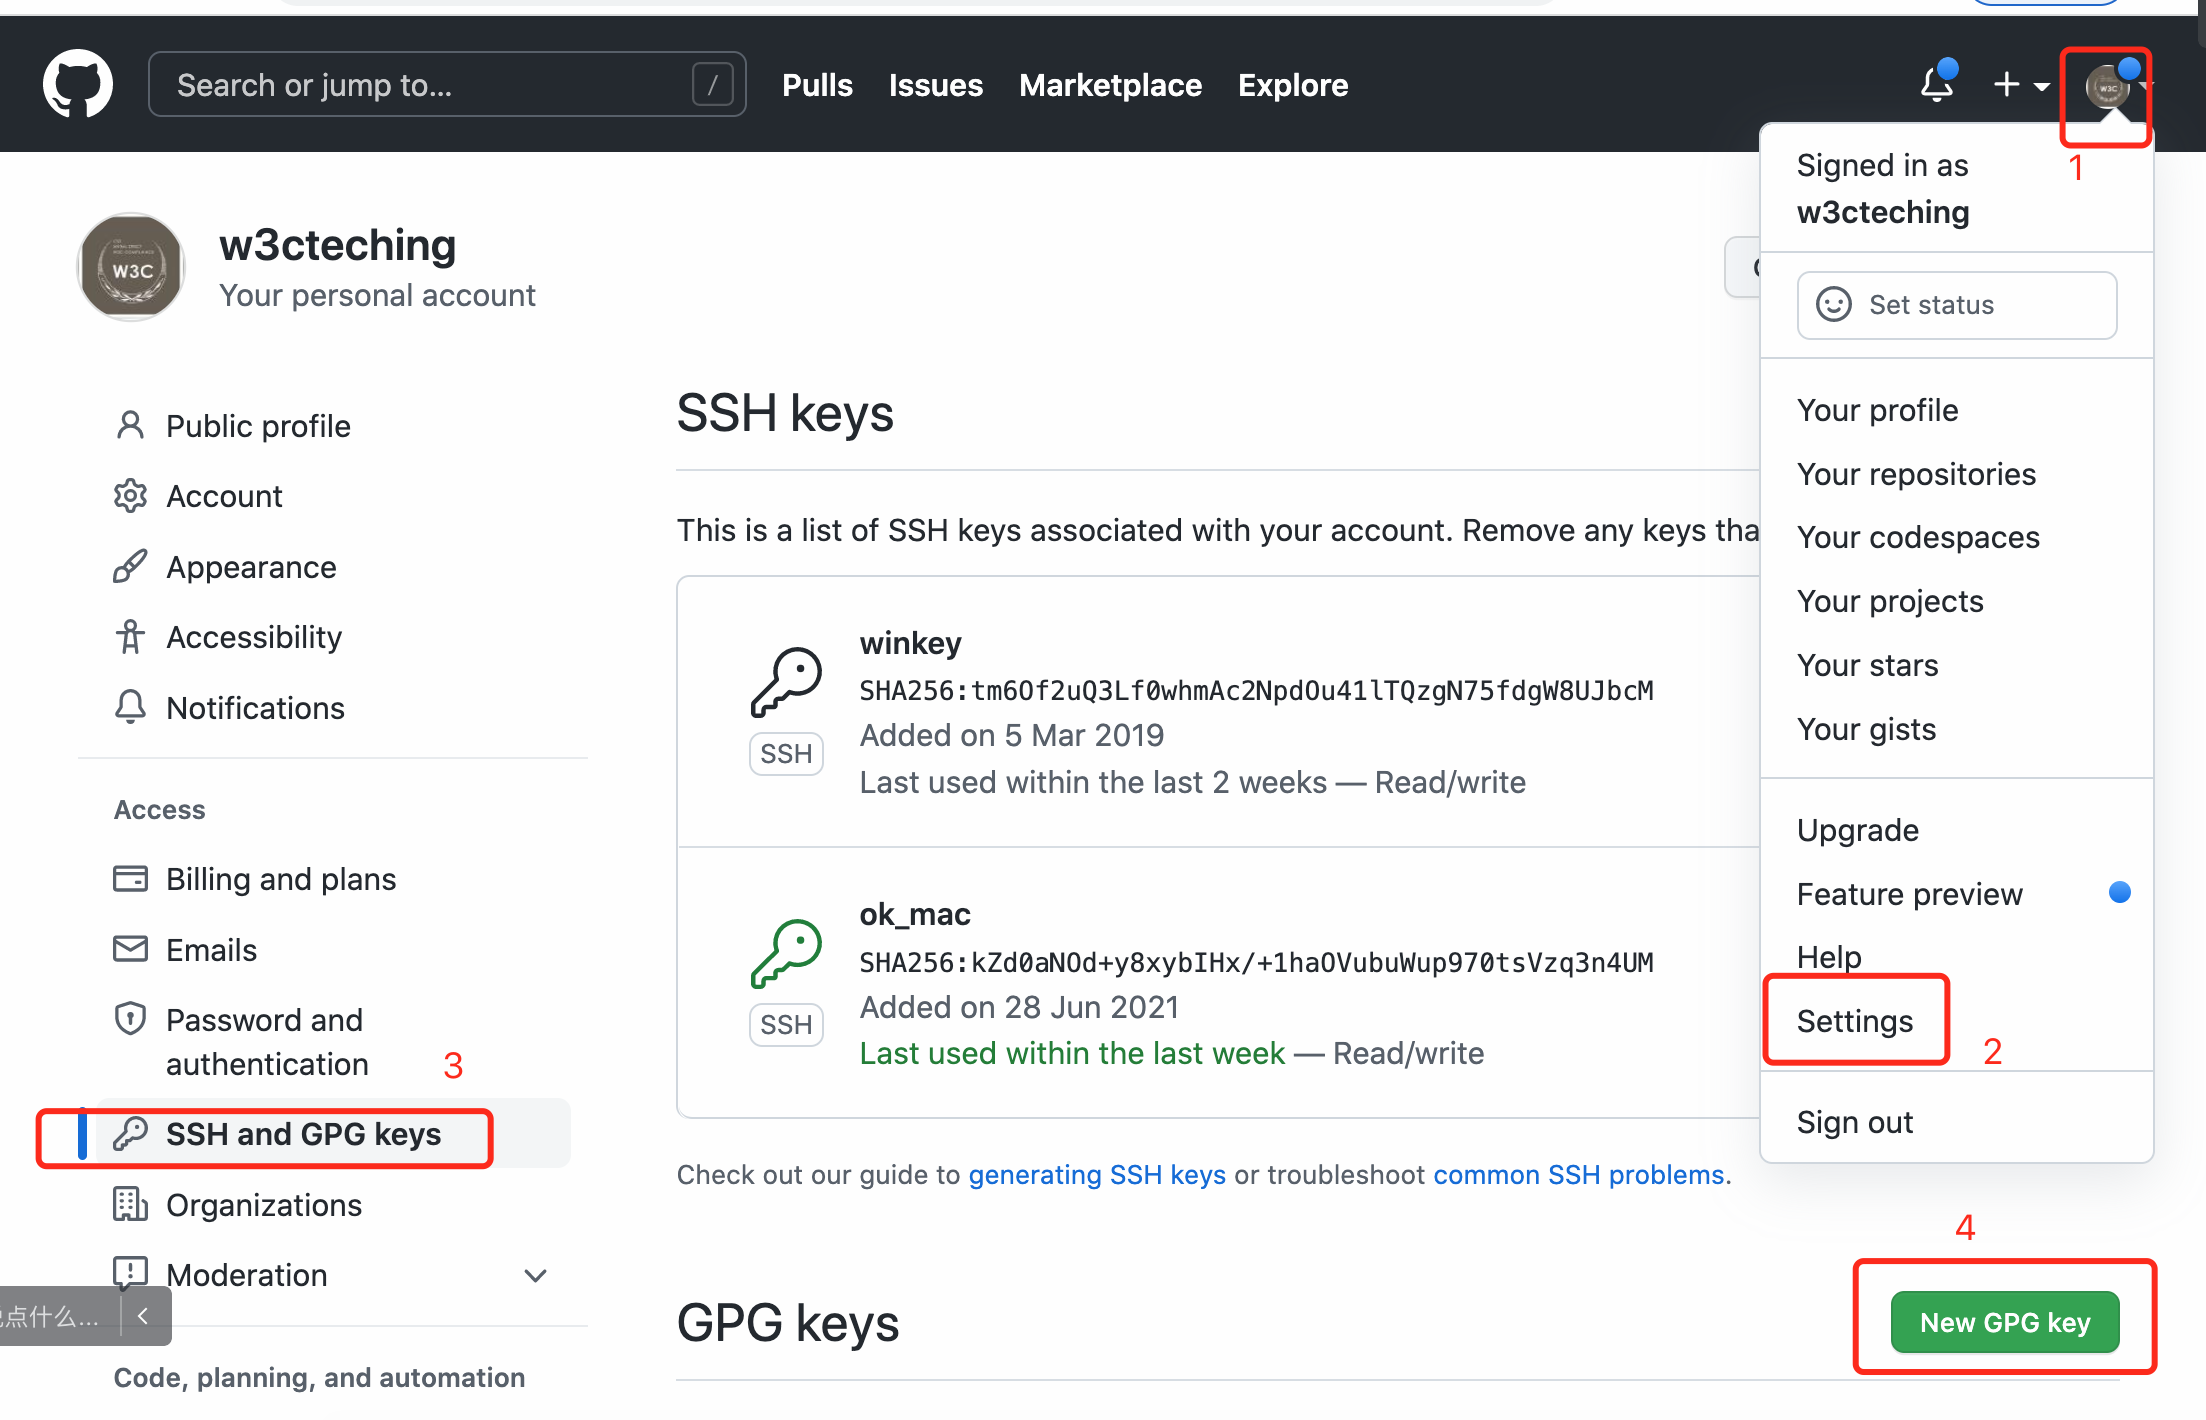 Search or jump to...
/
Pulls
Issues
Marketplace
Explore
1
Signed in as
w3cteching
Set status
Your profile
Your repositories
Your codespaces
Your projects
Your stars
Your gists
Upgrade
Feature preview
Help
Settings
2
Sign out
W3C
w3cteching
Your personal account
Public profile
Account
Appearance
Accessibility
Notifications
Access
Billing and plans
Emails
Password and
authentication
3
SSH and GPG keys
Organizations
Moderation
点什么...
Code, planning, and automation
SSH keys
This is a list of SSH keys associated with your account. Remove any keys tha
winkey
SHA256:tm6Of2uQ3Lf0whmAc2NpdOu41lTQzgN75fdgW8UJbcM
SSH
Added on 5 Mar 2019
Last used within the last 2 weeks — Read/write
ok_mac
SHA256:kZd0aNOd+y8xybIHx/+1haOVubuWup970tsVzq3n4UM
SSH
Added on 28 Jun 2021
Last used within the last week — Read/write
Check out our guide to generating SSH keys or troubleshoot common SSH problems.
4
GPG keys
New GPG key